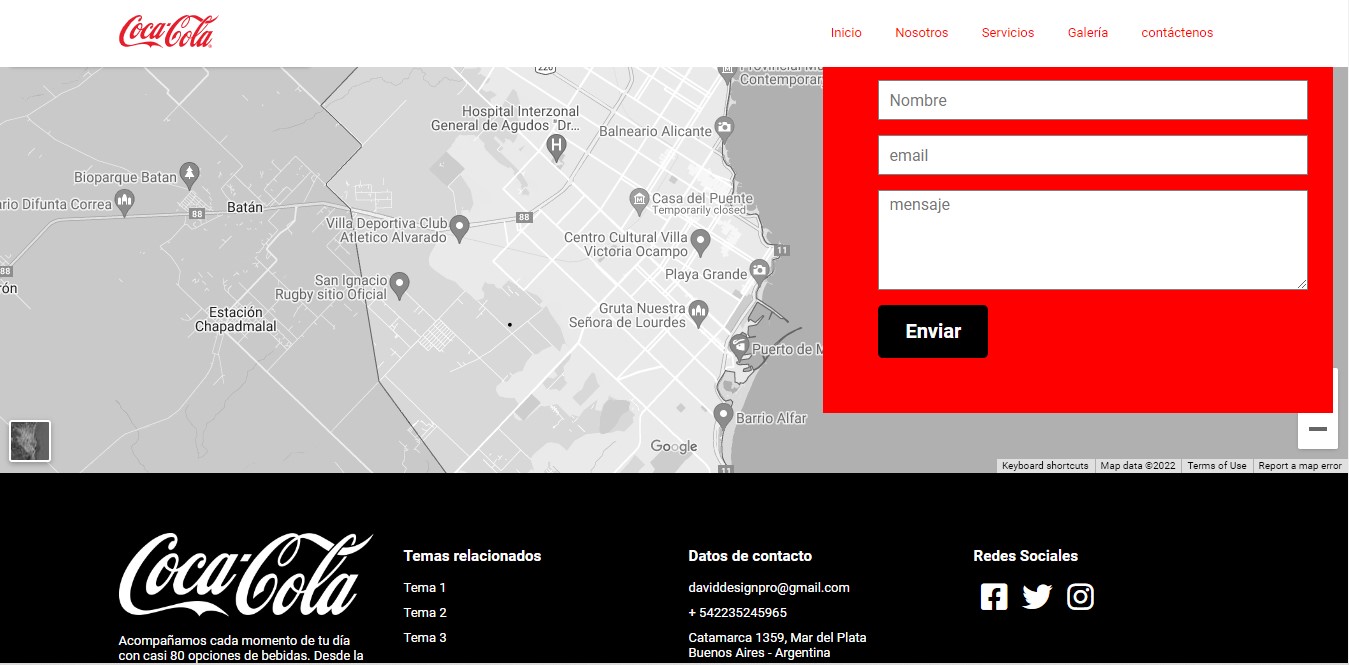 Coca-Cola
Inicio
Nosotros
Servicios
Galería
contáctenos
226
Contemporar
Hospital Interzonal
General de Agudos "Dr...
Balneario Alicante
Bioparque Batan
ario Difunta Correa
88
Batán
Casa del Puente
Temporarily closed
Villa Deportiva Club
Atletico Alvarado
88
Centro Cultural Villa
Victoria Ocampo
11
88
Playa Grande
San Ignacio
Rugby sitio Oficial
rón
Estación
Chapadmalal
Gruta Nuestra
Señora de Lourdes
Puerto de M
Barrio Alfar
Google
11
Nombre
email
mensaje
Enviar
Keyboard shortcuts
Map data ©2022
Terms of Use
Report a map error
Coca-Cola
Acompañamos cada momento de tu día
con casi 80 opciones de bebidas. Desde la
Temas relacionados
Tema 1
Tema 2
Tema 3
Datos de contacto
daviddesignpro@gmail.com
+ 542235245965
Catamarca 1359, Mar del Plata
Buenos Aires - Argentina
Redes Sociales